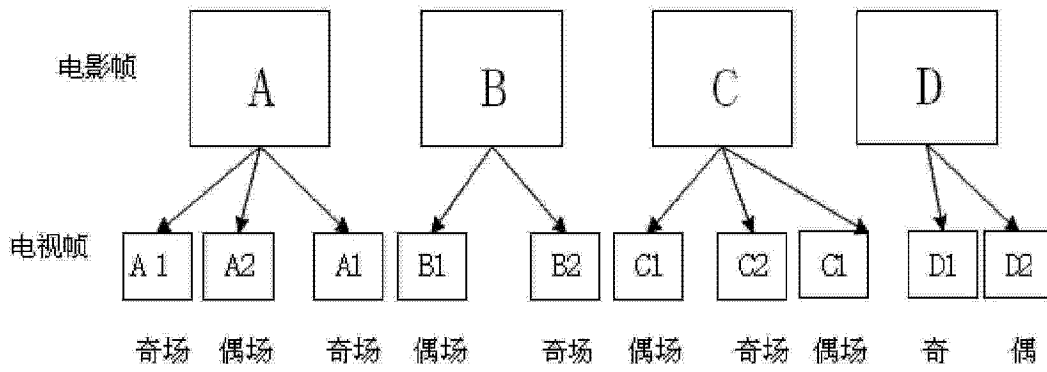 电影帧
A B C D
电视帧
A 1 A2 A1 B1 B2 C1 C2 C1 D1 D2
奇场 偶场 奇场 偶场 奇场 偶场 奇场 偶场 奇 偶